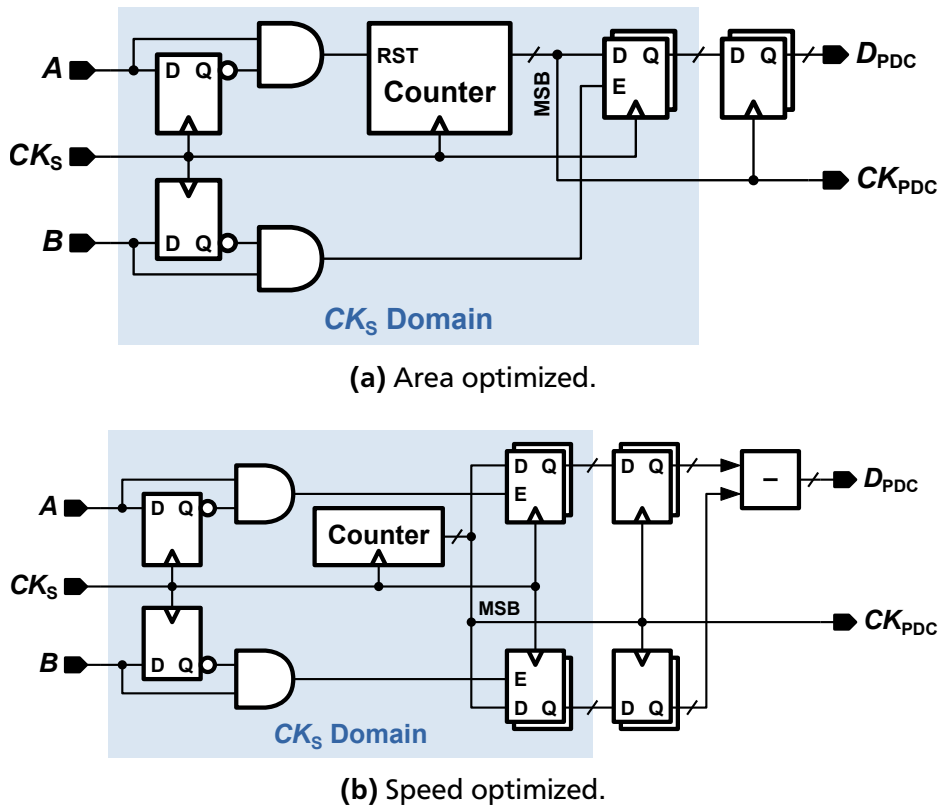 A
D Q
RST
Counter
MSB
D Q
E
D Q
D_PDC
CK_S
CK_PDC
B
D Q
CK_S Domain
(a) Area optimized.
A
D Q
Counter
D Q
E
D Q
−
D_PDC
CK_S
MSB
CK_PDC
B
D Q
E
D Q
D Q
CK_S Domain
(b) Speed optimized.